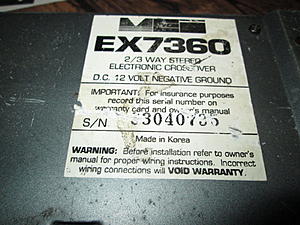 EX7360
2/3 WAY STEREO
ELECTRONIC CROSSOVER
D.C. 12 VOLT NEGATIVE GROUND
IMPORTANT: For insurance purposes
record this serial number on
warranty card and owner's manual
S/N 33040735
Made in Korea
WARNING: Before installation refer to owner's
manual for proper wiring instructions. Incorrect
wiring connections will VOID WARRANTY.